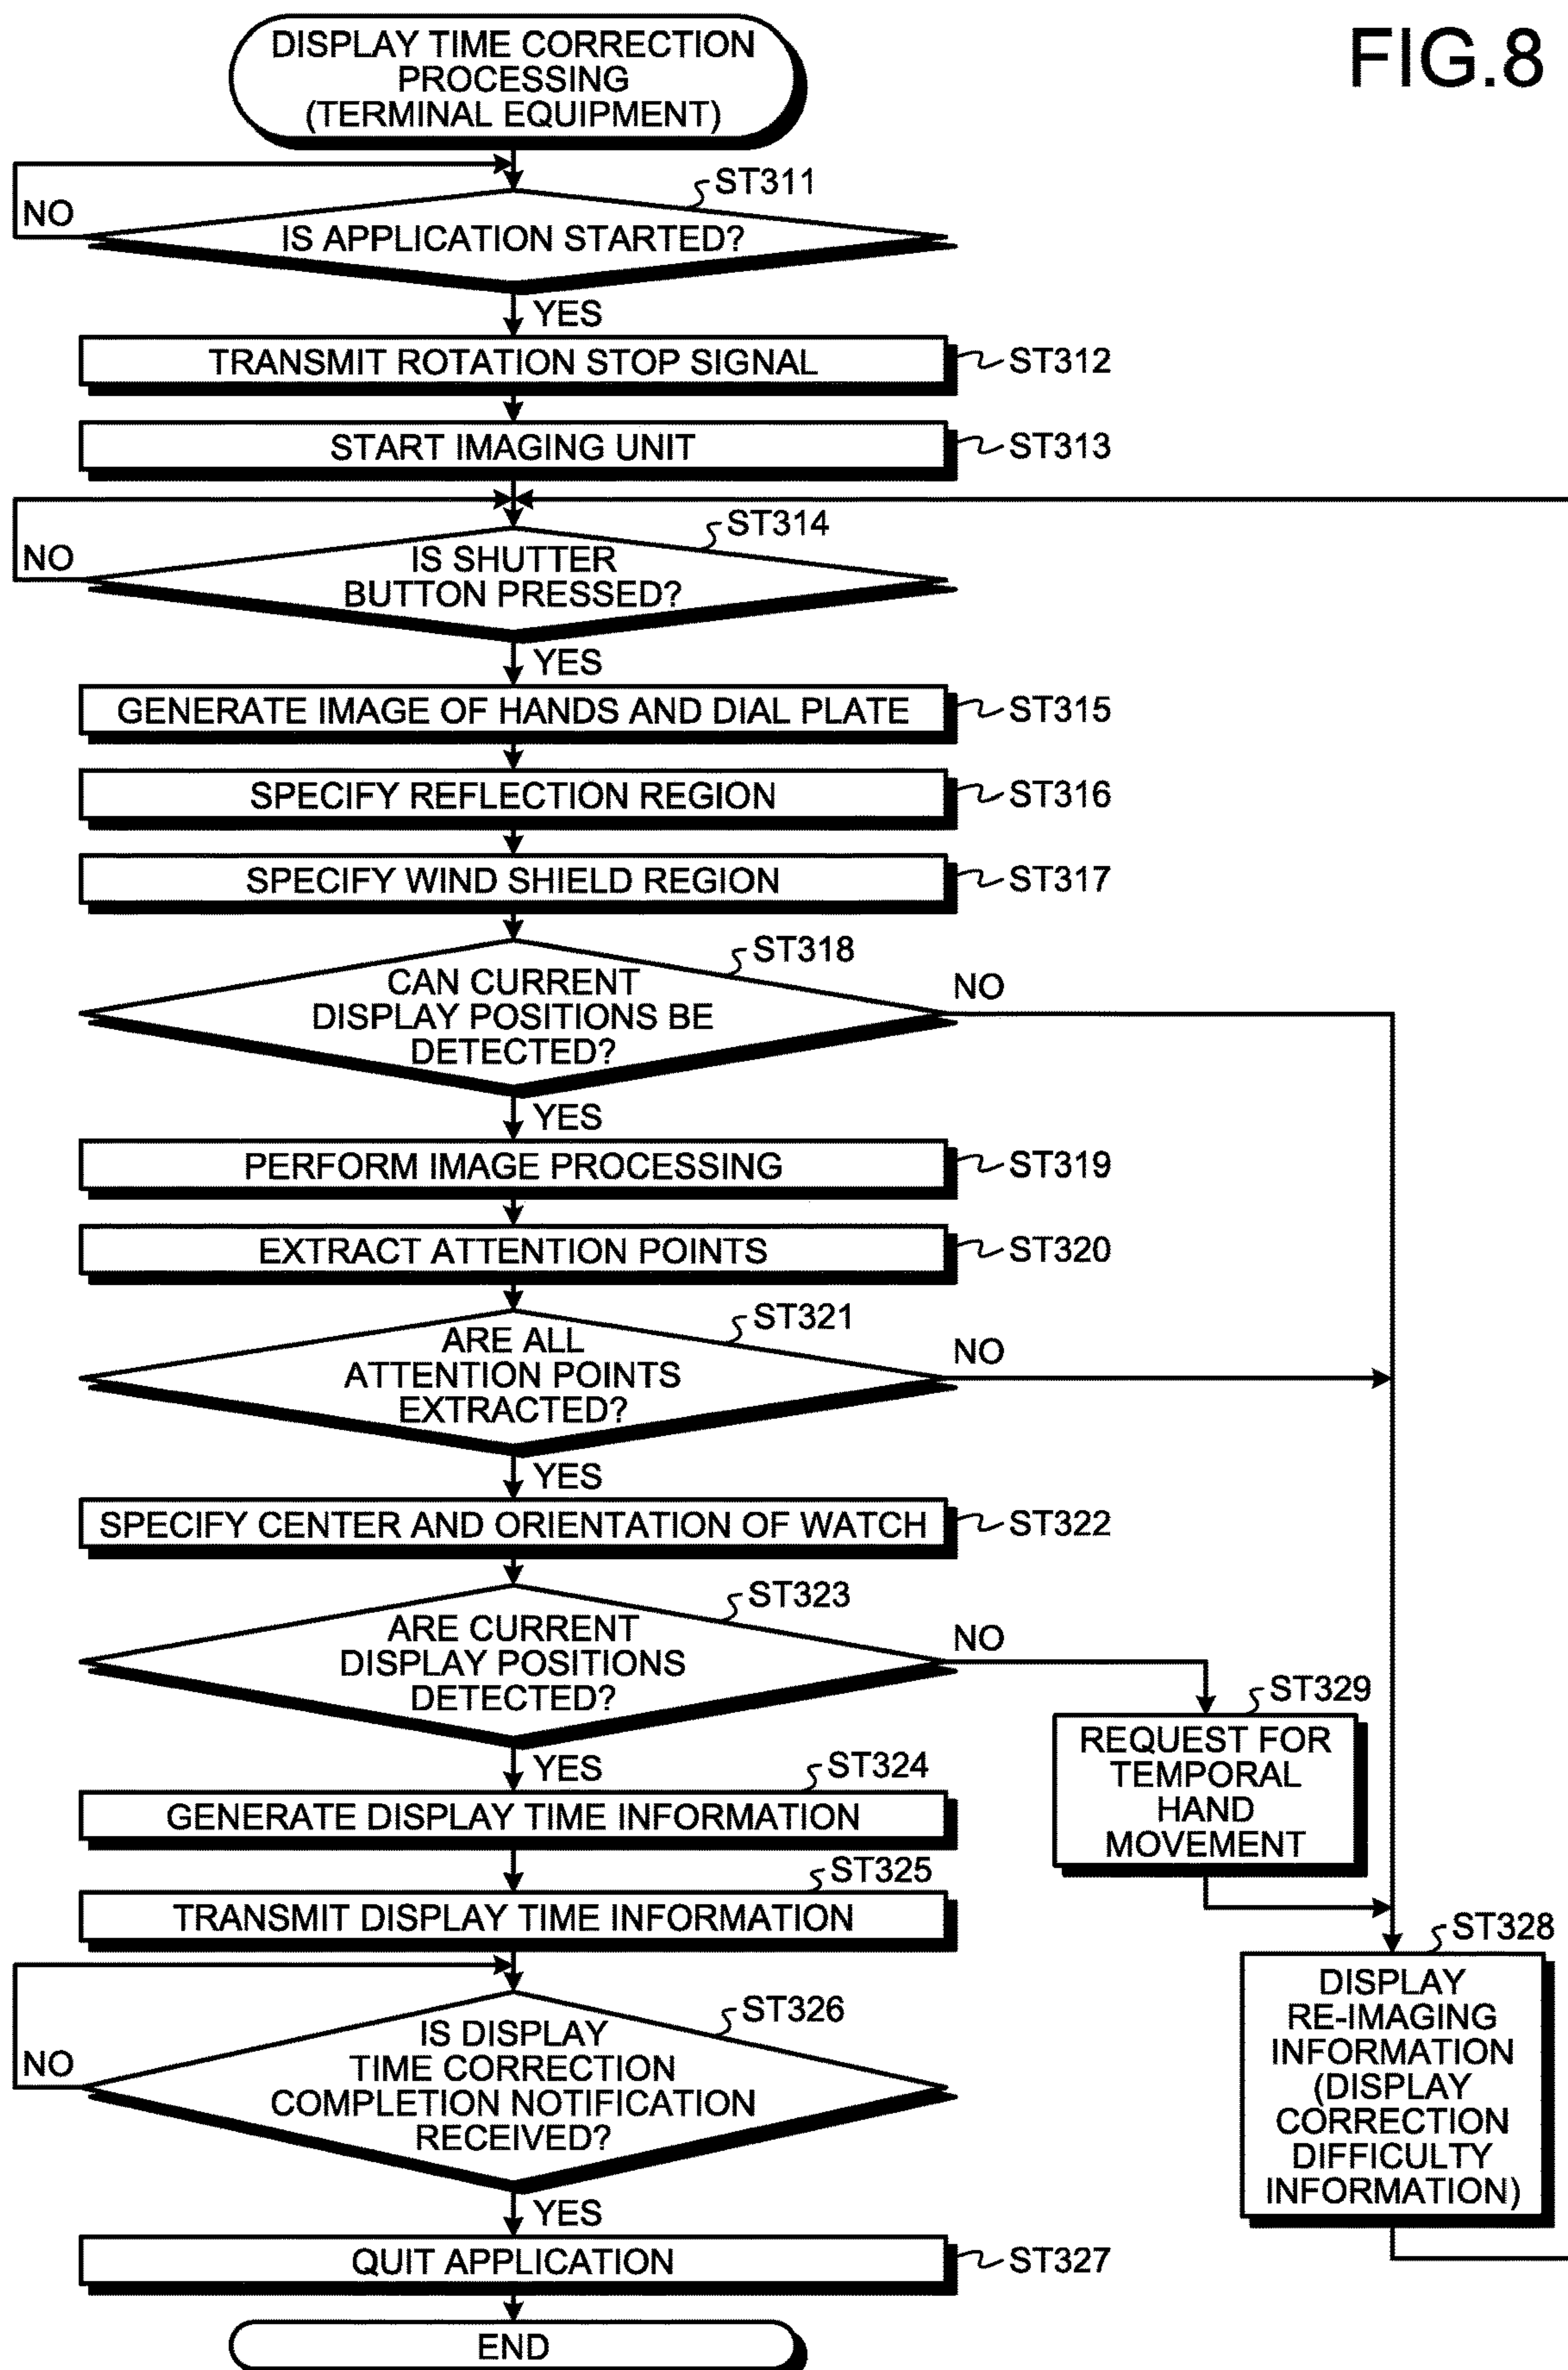 FIG.8
DISPLAY TIME CORRECTION
PROCESSING
(TERMINAL EQUIPMENT)
ST311
NO
IS APPLICATION STARTED?
YES
TRANSMIT ROTATION STOP SIGNAL
ST312
START IMAGING UNIT
ST313
ST314
NO
IS SHUTTER
BUTTON PRESSED?
YES
GENERATE IMAGE OF HANDS AND DIAL PLATE
ST315
SPECIFY REFLECTION REGION
ST316
SPECIFY WIND SHIELD REGION
ST317
ST318
CAN CURRENT
DISPLAY POSITIONS BE
DETECTED?
NO
YES
PERFORM IMAGE PROCESSING
ST319
EXTRACT ATTENTION POINTS
ST320
ST321
ARE ALL
ATTENTION POINTS
EXTRACTED?
NO
YES
SPECIFY CENTER AND ORIENTATION OF WATCH
ST322
ST323
ARE CURRENT
DISPLAY POSITIONS
DETECTED?
NO
ST329
REQUEST FOR
TEMPORAL
HAND
MOVEMENT
YES
ST324
GENERATE DISPLAY TIME INFORMATION
ST325
TRANSMIT DISPLAY TIME INFORMATION
ST328
DISPLAY
RE-IMAGING
INFORMATION
(DISPLAY
CORRECTION
DIFFICULTY
INFORMATION)
ST326
NO
IS DISPLAY
TIME CORRECTION
COMPLETION NOTIFICATION
RECEIVED?
YES
QUIT APPLICATION
ST327
END